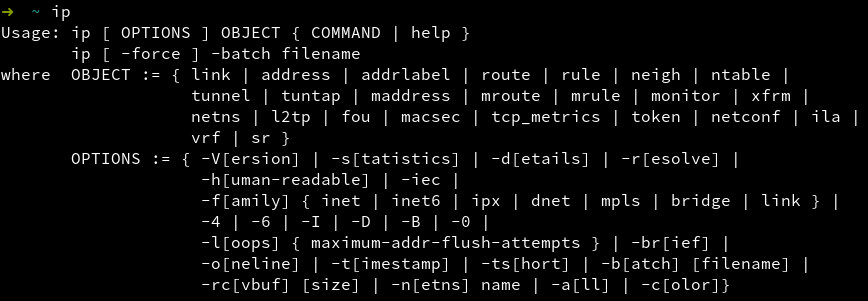 ➜  ~ ip
Usage: ip [ OPTIONS ] OBJECT { COMMAND | help }
       ip [ -force ] -batch filename
where  OBJECT := { link | address | addrlabel | route | rule | neigh | ntable |
                   tunnel | tuntap | maddress | mroute | mrule | monitor | xfrm |
                   netns | l2tp | fou | macsec | tcp_metrics | token | netconf | ila |
                   vrf | sr }
       OPTIONS := { -V[ersion] | -s[tatistics] | -d[etails] | -r[esolve] |
                    -h[uman-readable] | -iec |
                    -f[amily] { inet | inet6 | ipx | dnet | mpls | bridge | link } |
                    -4 | -6 | -I | -D | -B | -0 |
                    -l[oops] { maximum-addr-flush-attempts } | -br[ief] |
                    -o[neline] | -t[imestamp] | -ts[hort] | -b[atch] [filename] |
                    -rc[vbuf] [size] | -n[etns] name | -a[ll] | -c[olor]}